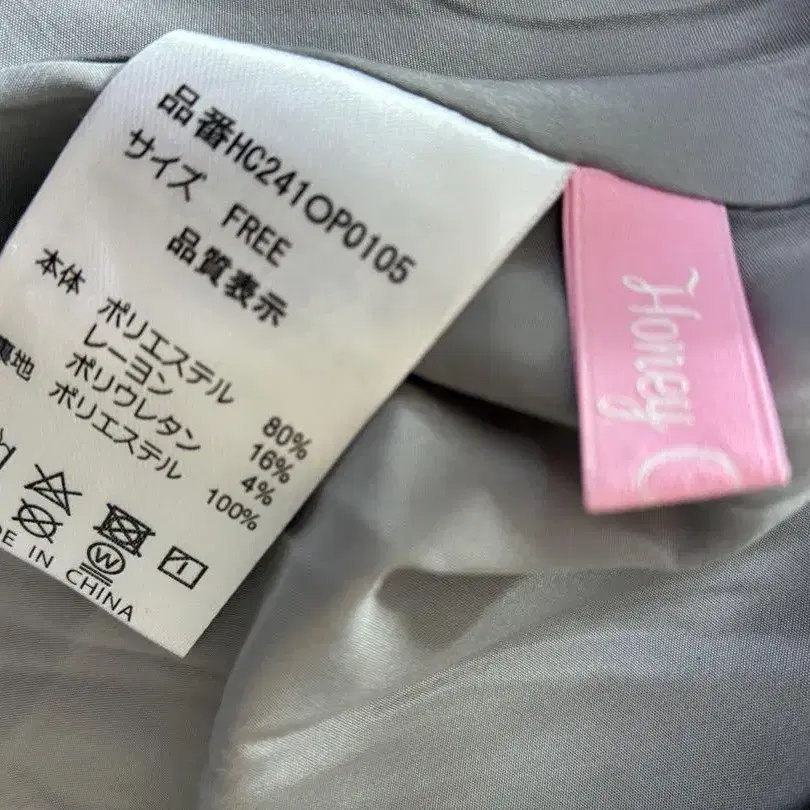 品番HC241OP0105
サイズ FREE
品質表示
本体 ポリエステル 80%
レーヨン 16%
ポリウレタン 4%
裏地 ポリエステル 100%
W
DE IN CHINA
Honey C